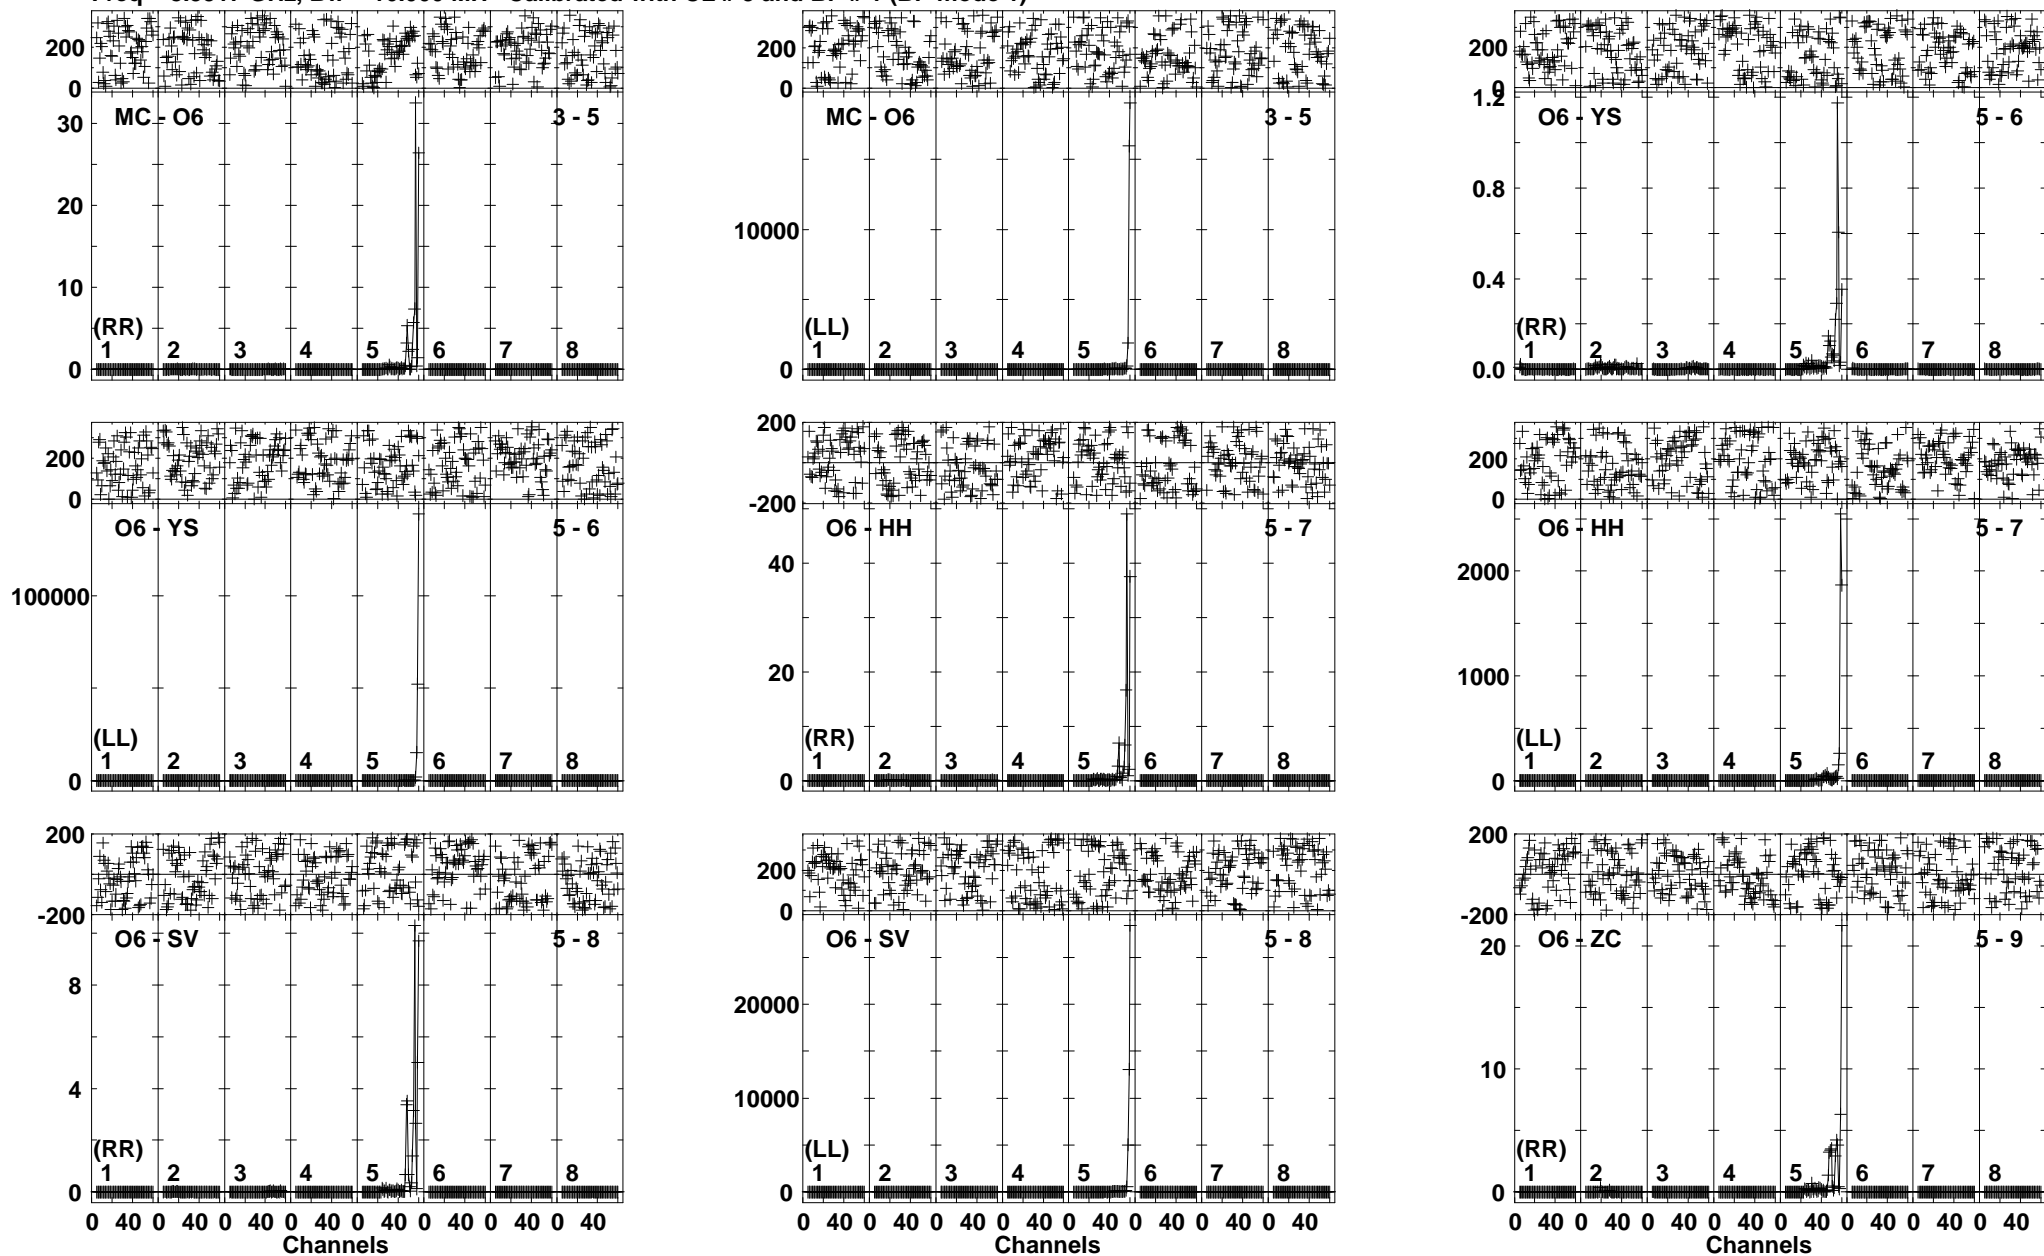 200 0 200 0 200 0
MC - O6 3 - 5 MC - O6 3 - 5 1.2 O6 - YS 5 - 6
30 20 10 0
10000 0
0.8 0.4 0.0
(RR) (LL) (RR)
1 2 3 4 5 6 7 8 1 2 3 4 5 6 7 8 1 2 3 4 5 6 7 8
200 0 200 -200 200 0
O6 - YS 5 - 6 O6 - HH 5 - 7 O6 - HH 5 - 7
100000 0
40 20 0
2000 1000 0
(LL) (RR) (LL)
1 2 3 4 5 6 7 8 1 2 3 4 5 6 7 8 1 2 3 4 5 6 7 8
200 -200 200 0 200 -200
O6 - SV 5 - 8 O6 - SV 5 - 8 O6 - ZC 5 - 9
8 4 0
20000 10000 0
20 10 0
(RR) (LL) (RR)
1 2 3 4 5 6 7 8 1 2 3 4 5 6 7 8 1 2 3 4 5 6 7 8
0 40 0 40 0 40 0 40 0 40 0 40 0 40 0 40 0 40 0 40 0 40 0 40 0 40 0 40 0 40 0 40 0 40 0 40 0 40 0 40 0 40 0 40 0 40 0 40
Channels Channels Channels